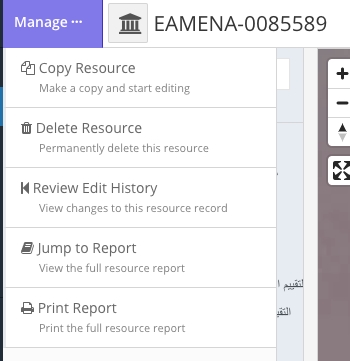 Manage ...
EAMENA-0085589
Copy Resource
Make a copy and start editing
Delete Resource
Permanently delete this resource
Review Edit History
View changes to this resource record
Jump to Report
View the full resource report
لتقييم ا
Print Report
Print the full resource report